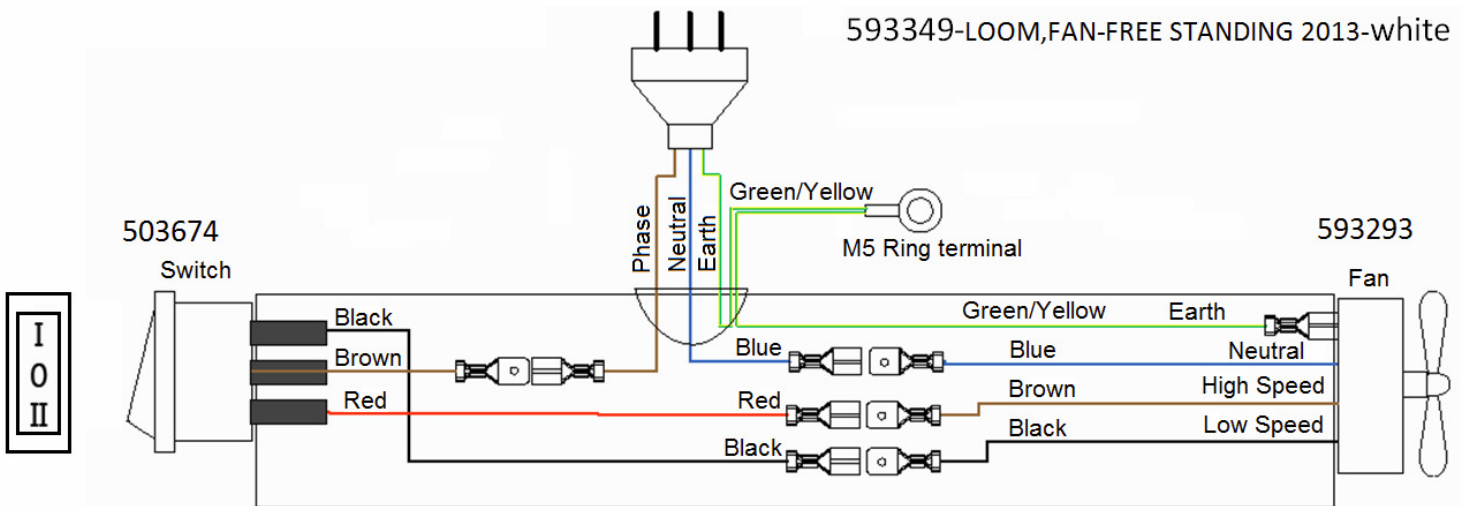 593349-LOOM,FAN-FREE STANDING 2013-white
Green/Yellow
M5 Ring terminal
Phase
Neutral
Earth
503674
Switch
593293
Fan
I
0
II
Black
Brown
Red
Green/Yellow
Earth
Blue
Blue
Neutral
Red
Brown
High Speed
Black
Black
Low Speed